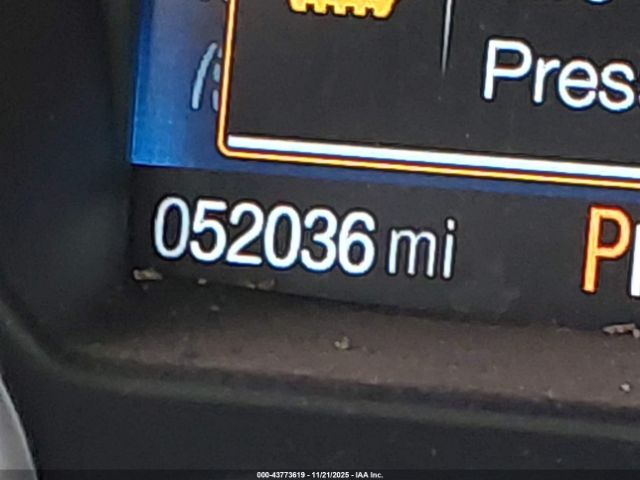 Pres
052036 mi
P
000-43773619 - 11/21/2025 - IAA Inc.